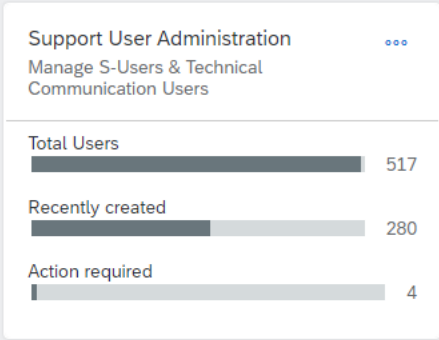 Support User Administration
Manage S-Users & Technical
Communication Users
Total Users
517
Recently created
280
Action required
4